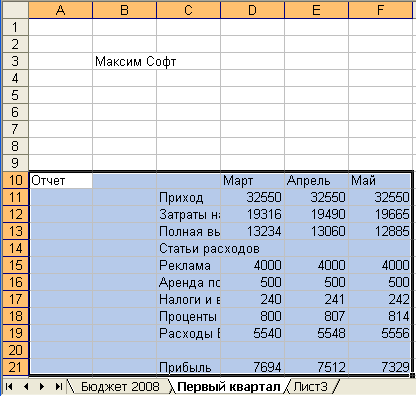 A B C D E F
1
2
3 Максим Софт
4
5
6
7
8
9
10 Отчет Март Апрель Май
11 Приход 32550 32550 32550
12 Затраты на 19316 19490 19665
13 Полная вы 13234 13060 12885
14 Статьи расходов
15 Реклама 4000 4000 4000
16 Аренда по 500 500 500
17 Налоги и в 240 241 242
18 Проценты 800 807 814
19 Расходы 5540 5548 5556
20
21 Прибыль 7694 7512 7329
Бюджет 2008 Первый квартал Лист3